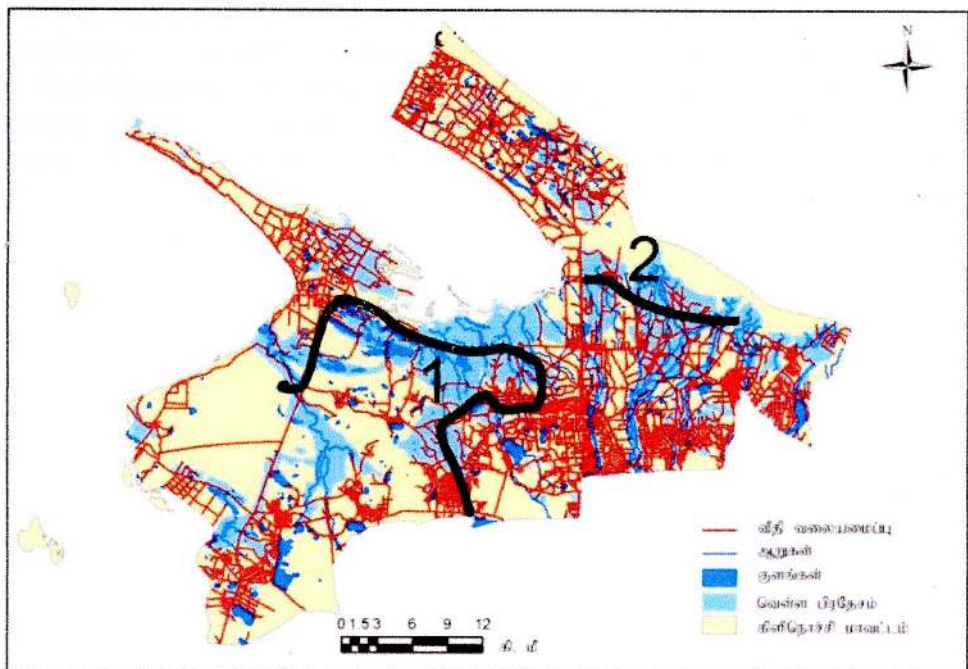 N
2
1
வீதி வலையமைப்பு
ஆறுகள்
குளங்கள்
வெள்ள பிரதேசம்
கிளிநொச்சி மாவட்டம்
0 1.5 3 6 9 12
கி. மீ